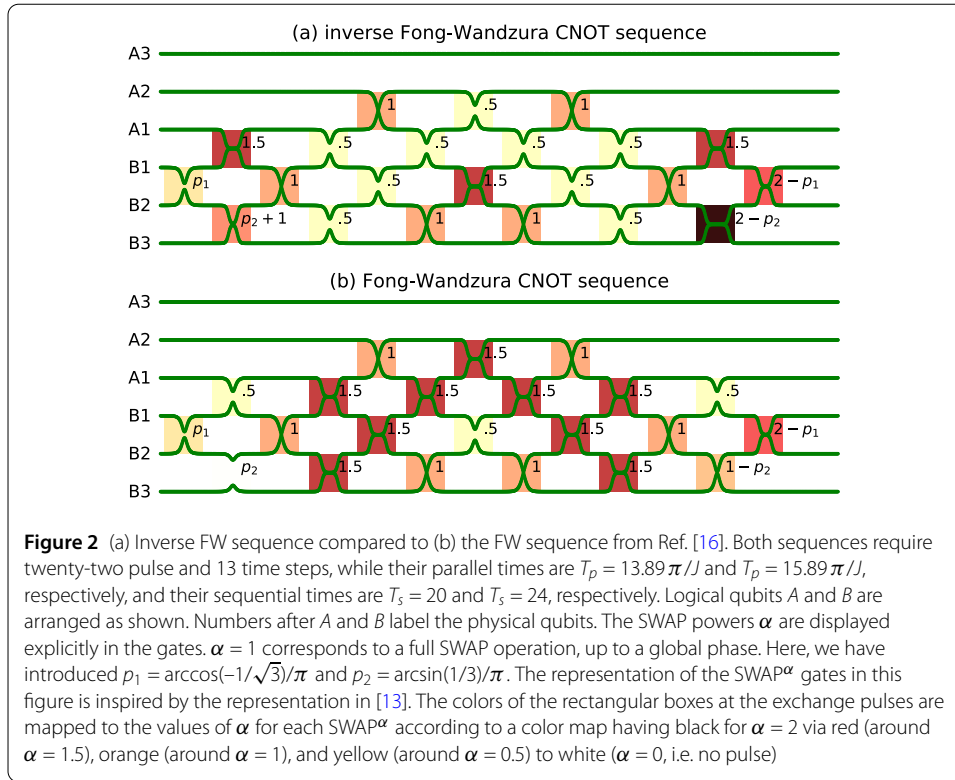 (a) inverse Fong-Wandzura CNOT sequence
A3
A2
1 .5 1
A1
1.5 .5 .5 .5 .5 1.5
B1
p₁ 1 .5 1.5 .5 1 2 − p₁
B2
p₂ + 1 .5 1 1 .5 2 − p₂
B3
(b) Fong-Wandzura CNOT sequence
A3
A2
1 1.5 1
A1
.5 1.5 1.5 1.5 1.5 .5
B1
p₁ 1 1.5 .5 1.5 1 2 − p₁
B2
p₂ 1.5 1 1 1.5 1 − p₂
B3
Figure 2 (a) Inverse FW sequence compared to (b) the FW sequence from Ref. [16]. Both sequences require
twenty-two pulse and 13 time steps, while their parallel times are Tₚ = 13.89π/J and Tₚ = 15.89π/J,
respectively, and their sequential times are Tₛ = 20 and Tₛ = 24, respectively. Logical qubits A and B are
arranged as shown. Numbers after A and B label the physical qubits. The SWAP powers α are displayed
explicitly in the gates. α = 1 corresponds to a full SWAP operation, up to a global phase. Here, we have
introduced p₁ = arccos(–1/√3)/π and p₂ = arcsin(1/3)/π. The representation of the SWAP^α gates in this
figure is inspired by the representation in [13]. The colors of the rectangular boxes at the exchange pulses are
mapped to the values of α for each SWAP^α according to a color map having black for α = 2 via red (around
α = 1.5), orange (around α = 1), and yellow (around α = 0.5) to white (α = 0, i.e. no pulse)